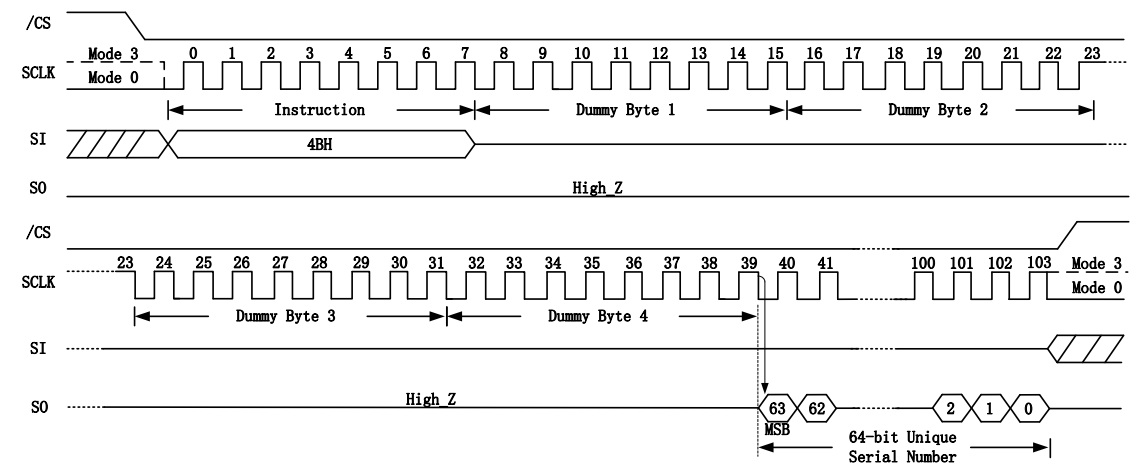 /CS
Mode 3 0 1 2 3 4 5 6 7 8 9 10 11 12 13 14 15 16 17 18 19 20 21 22 23
SCLK
Mode 0
Instruction Dummy Byte 1 Dummy Byte 2
SI 4BH
SO High_Z
/CS
23 24 25 26 27 28 29 30 31 32 33 34 35 36 37 38 39 40 41 100 101 102 103 Mode 3
SCLK
Mode 0
Dummy Byte 3 Dummy Byte 4
SI
SO High_Z 63 62 2 1 0
MSB
64-bit Unique
Serial Number